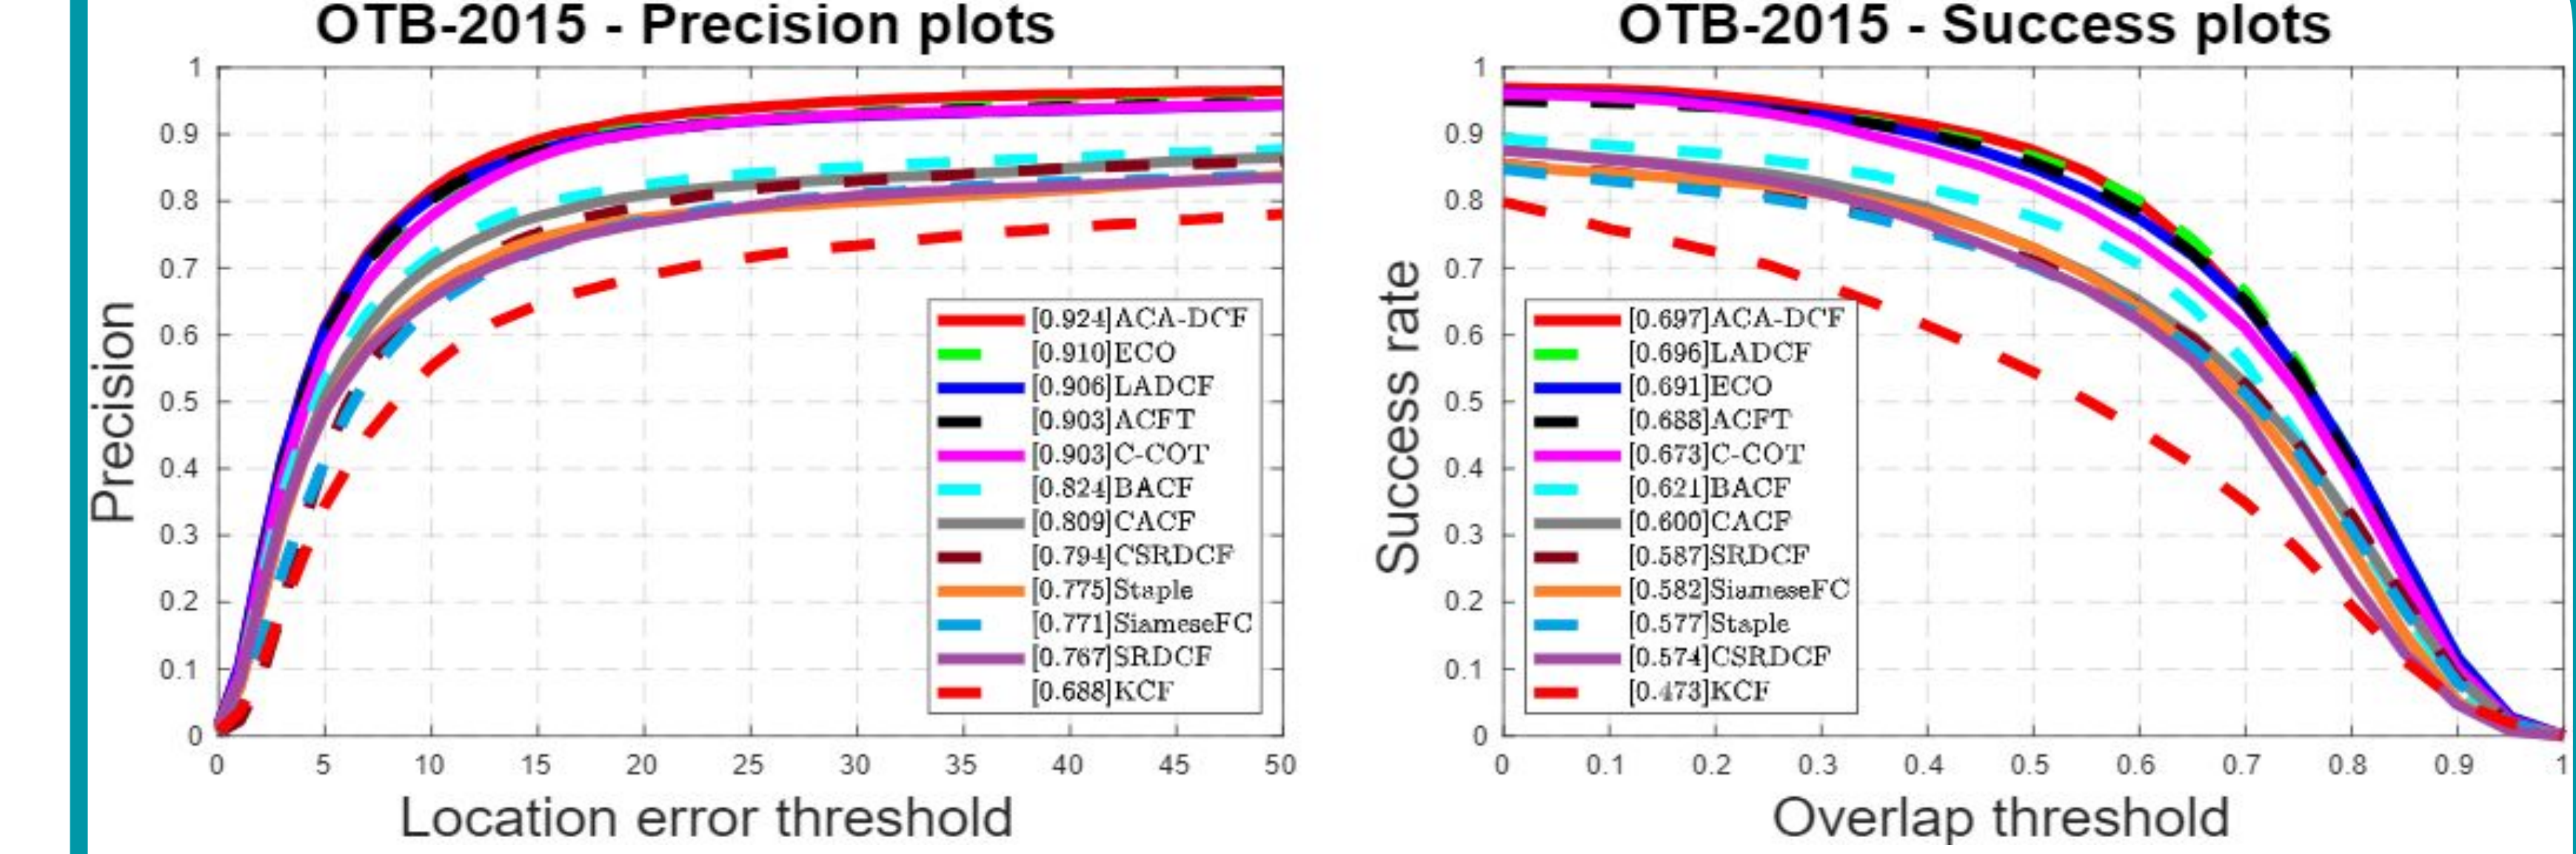 OTB-2015 - Precision plots
1
0.9
0.8
0.7
0.6
0.5
0.4
0.3
0.2
0.1
0
Precision
[0.924]ACA-DCF
[0.910]ECO
[0.906]LADCF
[0.903]ACFT
[0.903]C-COT
[0.824]BACF
[0.809]CACF
[0.794]CSRDCF
[0.775]Staple
[0.771]SiameseFC
[0.767]SRDCF
[0.688]KCF
0 5 10 15 20 25 30 35 40 45 50
Location error threshold
OTB-2015 - Success plots
1
0.9
0.8
0.7
0.6
0.5
0.4
0.3
0.2
0.1
0
Success rate
[0.697]ACA-DCF
[0.696]LADCF
[0.691]ECO
[0.688]ACFT
[0.673]C-COT
[0.621]BACF
[0.600]CACF
[0.587]SRDCF
[0.582]SiameseFC
[0.577]Staple
[0.574]CSRDCF
[0.473]KCF
0 0.1 0.2 0.3 0.4 0.5 0.6 0.7 0.8 0.9 1
Overlap threshold